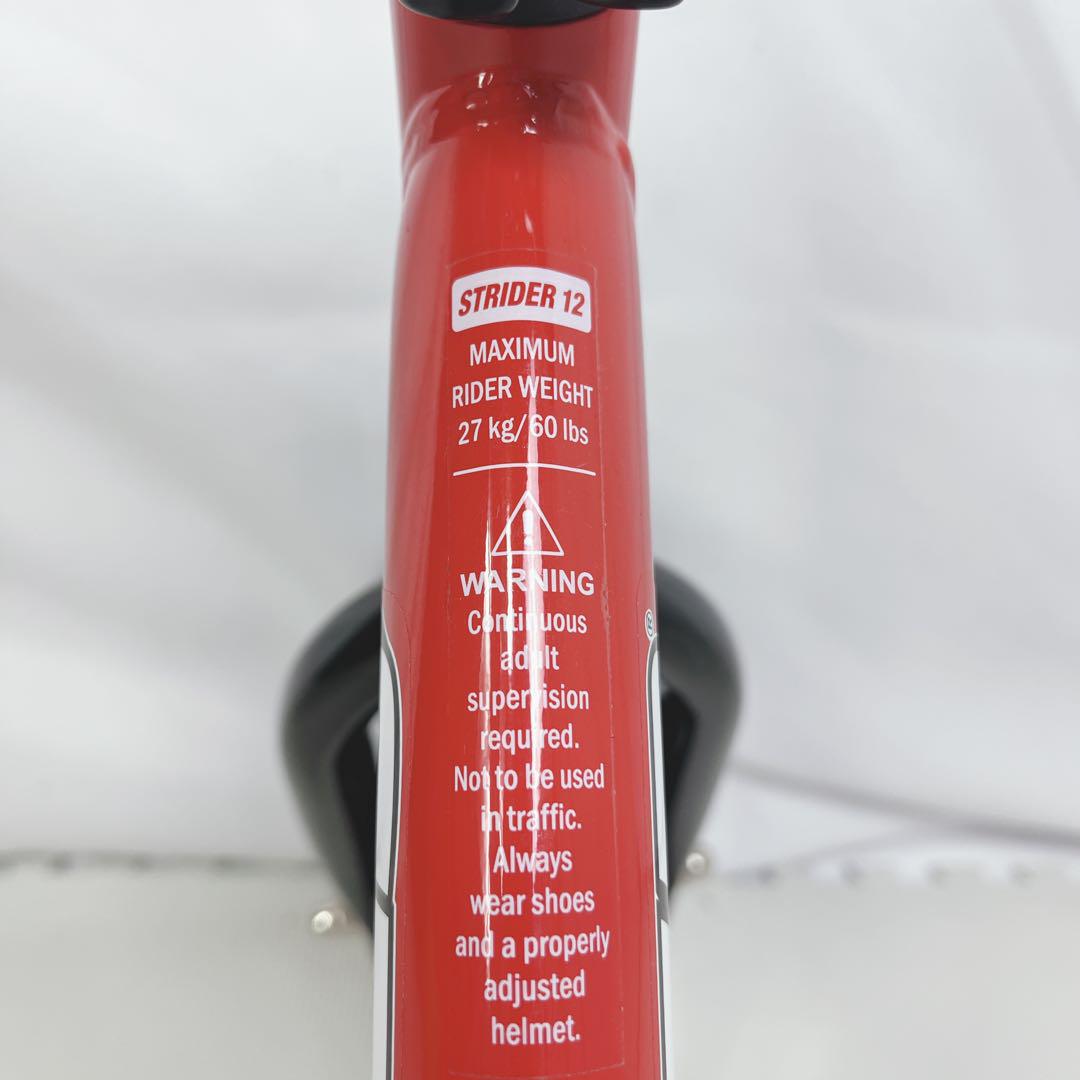 STRIDER 12
MAXIMUM
RIDER WEIGHT
27 kg/60 lbs
WARNING
Continuous
adult
supervision
required.
Not to be used
in traffic.
Always
wear shoes
and a properly
adjusted
helmet.